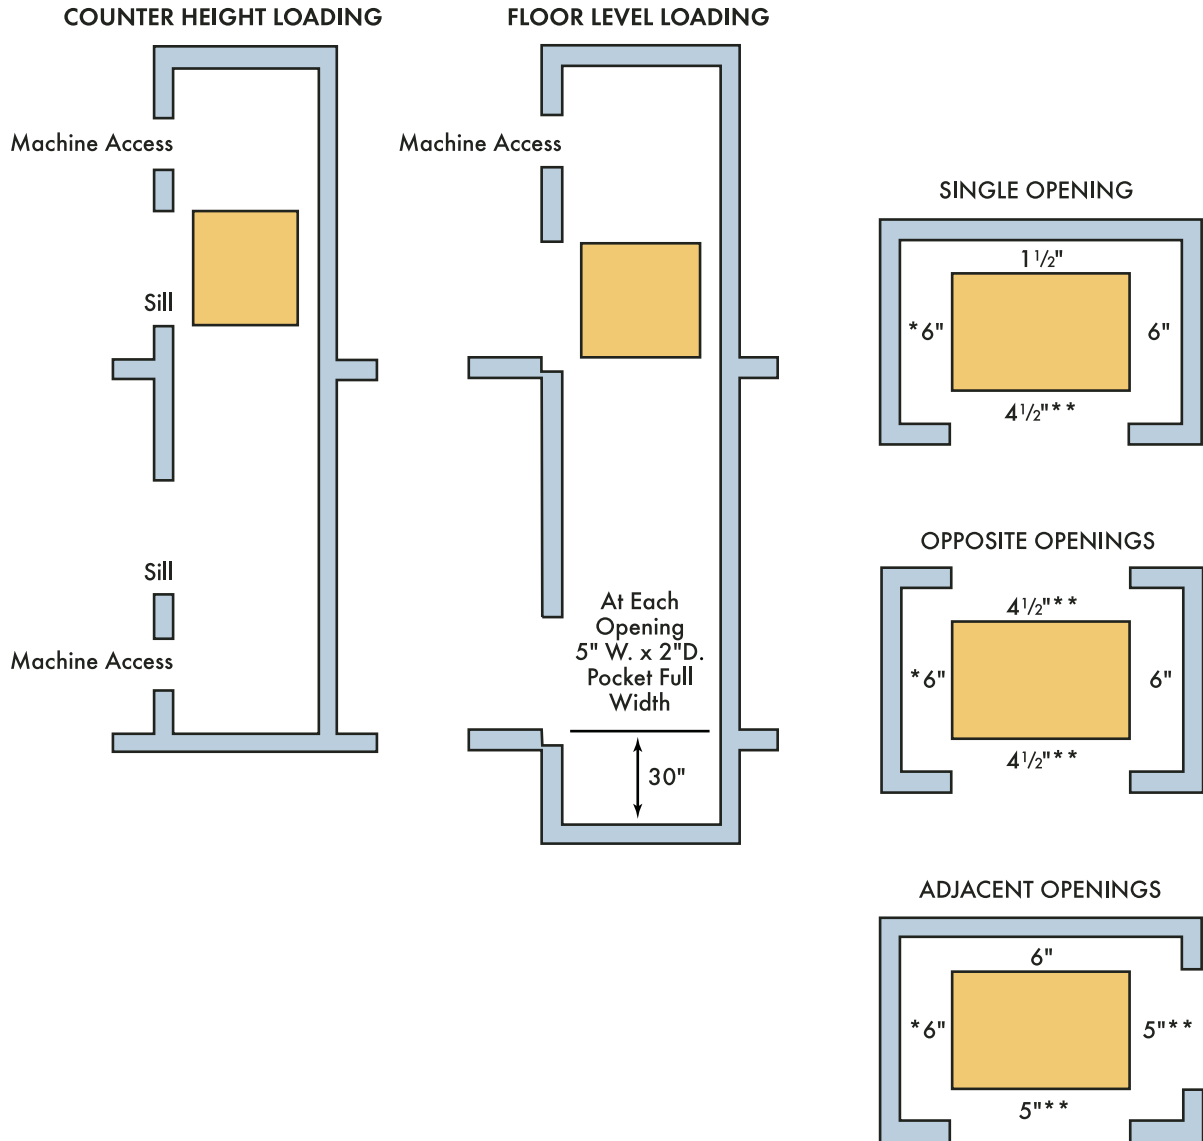 COUNTER HEIGHT LOADING
Machine Access
Sill
Sill
Machine Access
FLOOR LEVEL LOADING
Machine Access
At Each
Opening
5" W. x 2"D.
Pocket Full
Width
30"
SINGLE OPENING
1 1/2"
*6"
6"
4 1/2"**
OPPOSITE OPENINGS
4 1/2"**
*6"
6"
4 1/2"**
ADJACENT OPENINGS
6"
*6"
5"**
5"**